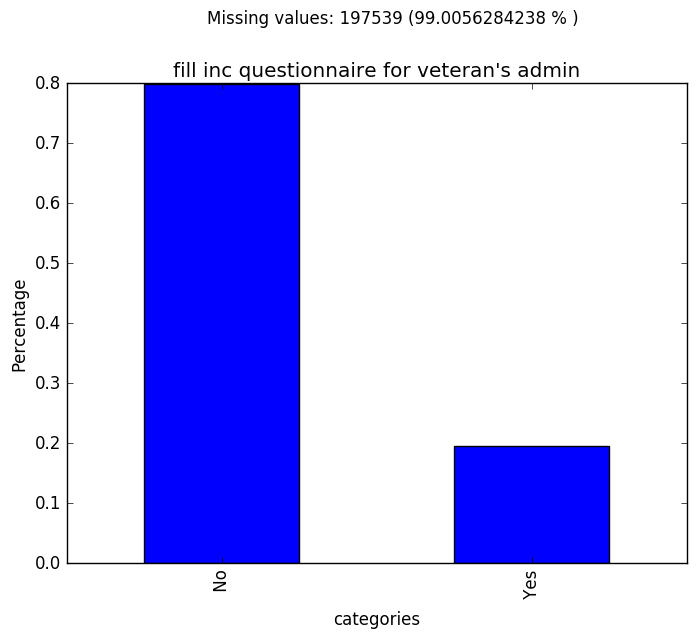 Missing values: 197539 (99.0056284238 % )
fill inc questionnaire for veteran's admin
0.8
0.7
0.6
0.5
0.4
0.3
0.2
0.1
0.0
Percentage
No
Yes
categories